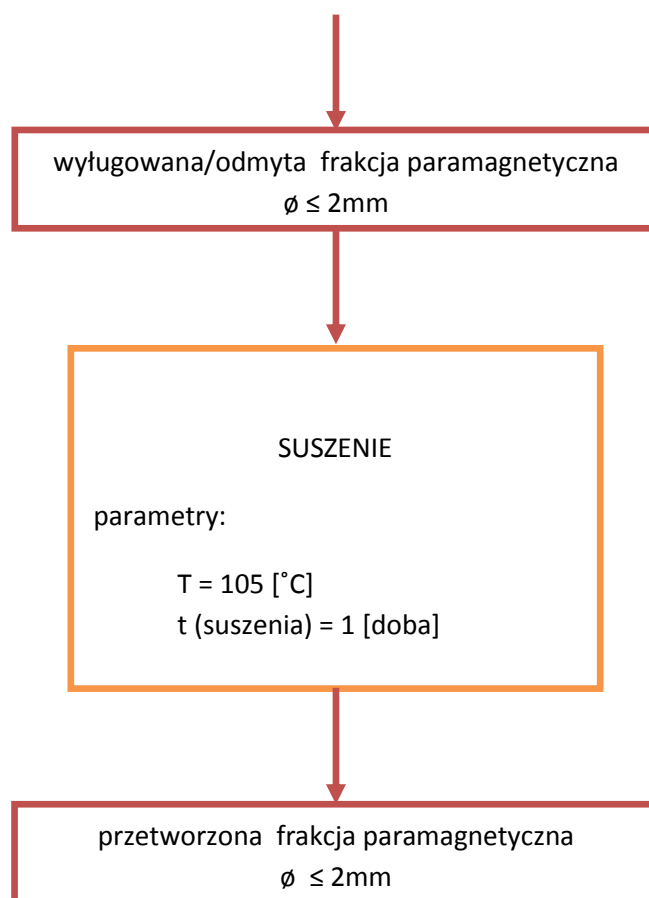 wyługowana/odmyta frakcja paramagnetyczna
ø ≤ 2mm
SUSZENIE
parametry:
T = 105 [˚C]
t (suszenia) = 1 [doba]
przetworzona frakcja paramagnetyczna
ø ≤ 2mm